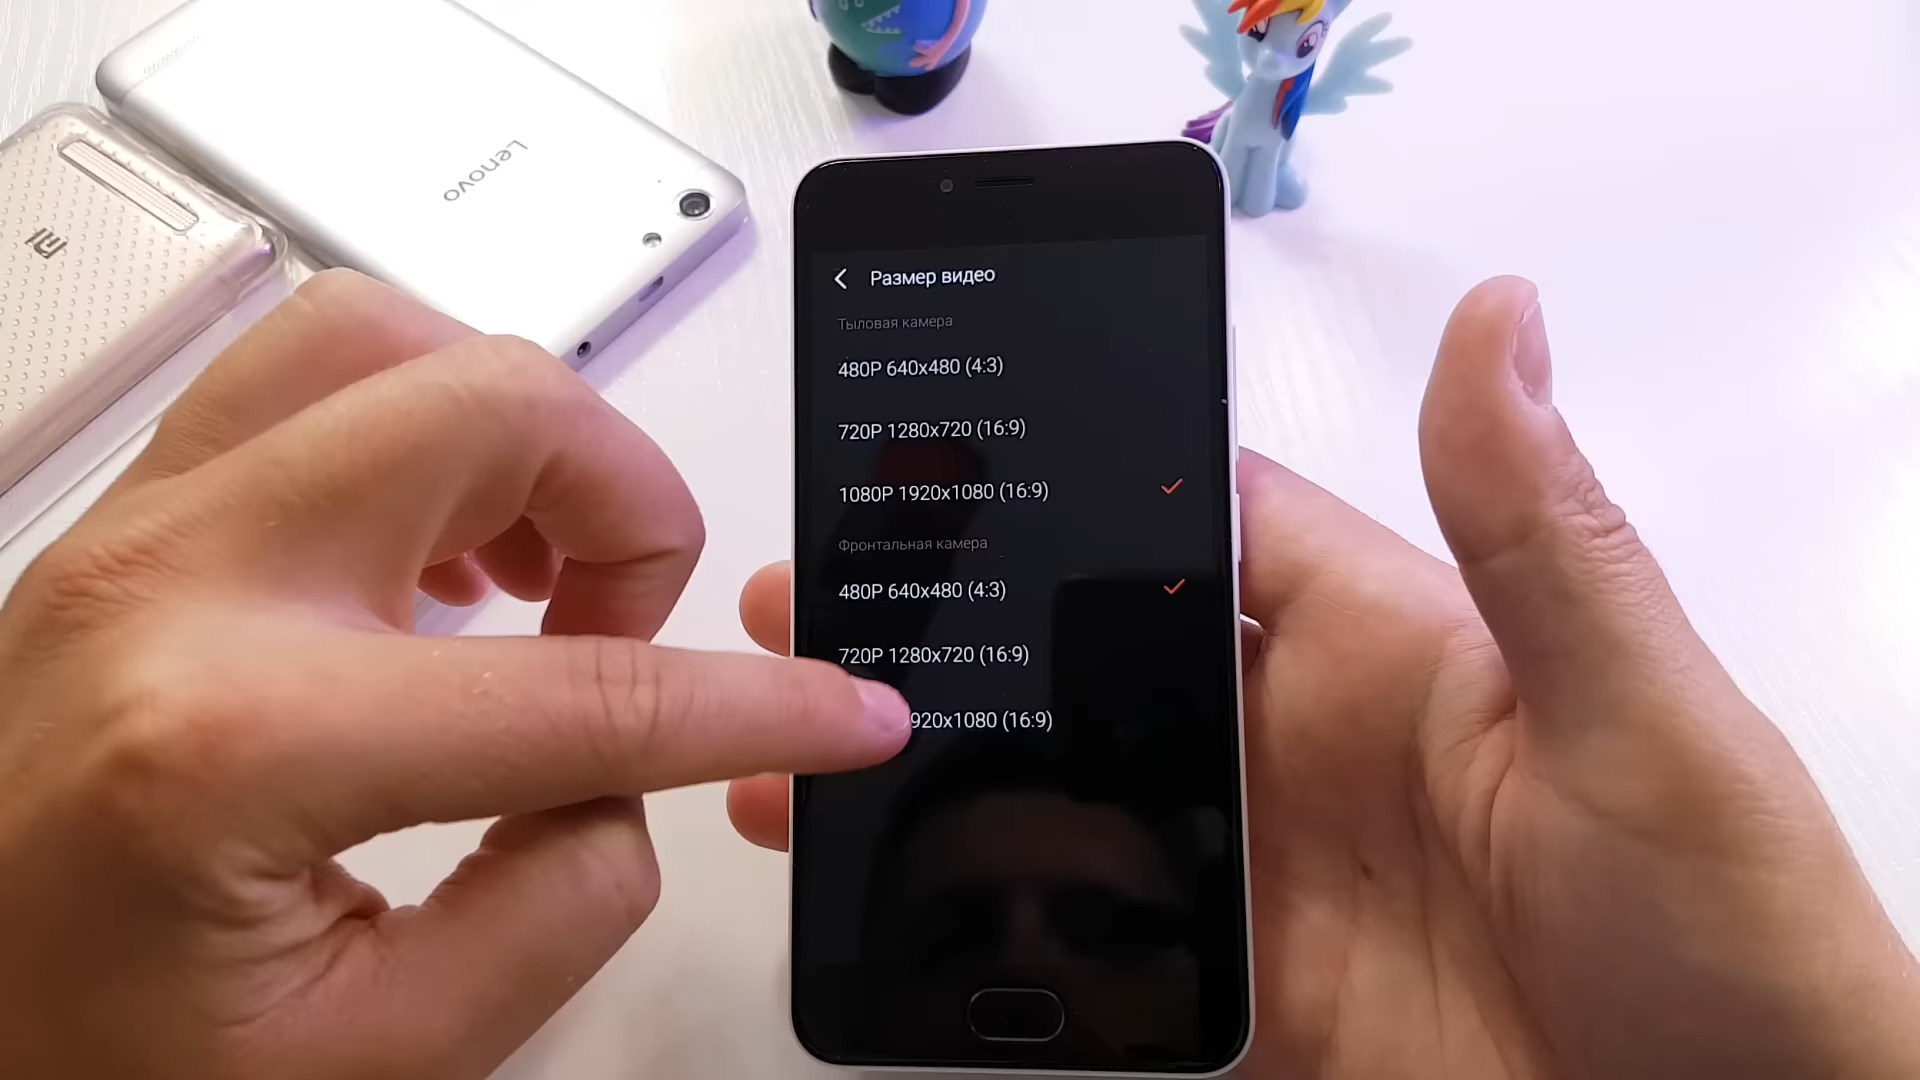 Lenovo
Размер видео
Тыловая камера
480P 640x480 (4:3)
720P 1280x720 (16:9)
1080P 1920x1080 (16:9)
Фронтальная камера
480P 640x480 (4:3)
720P 1280x720 (16:9)
920x1080 (16:9)